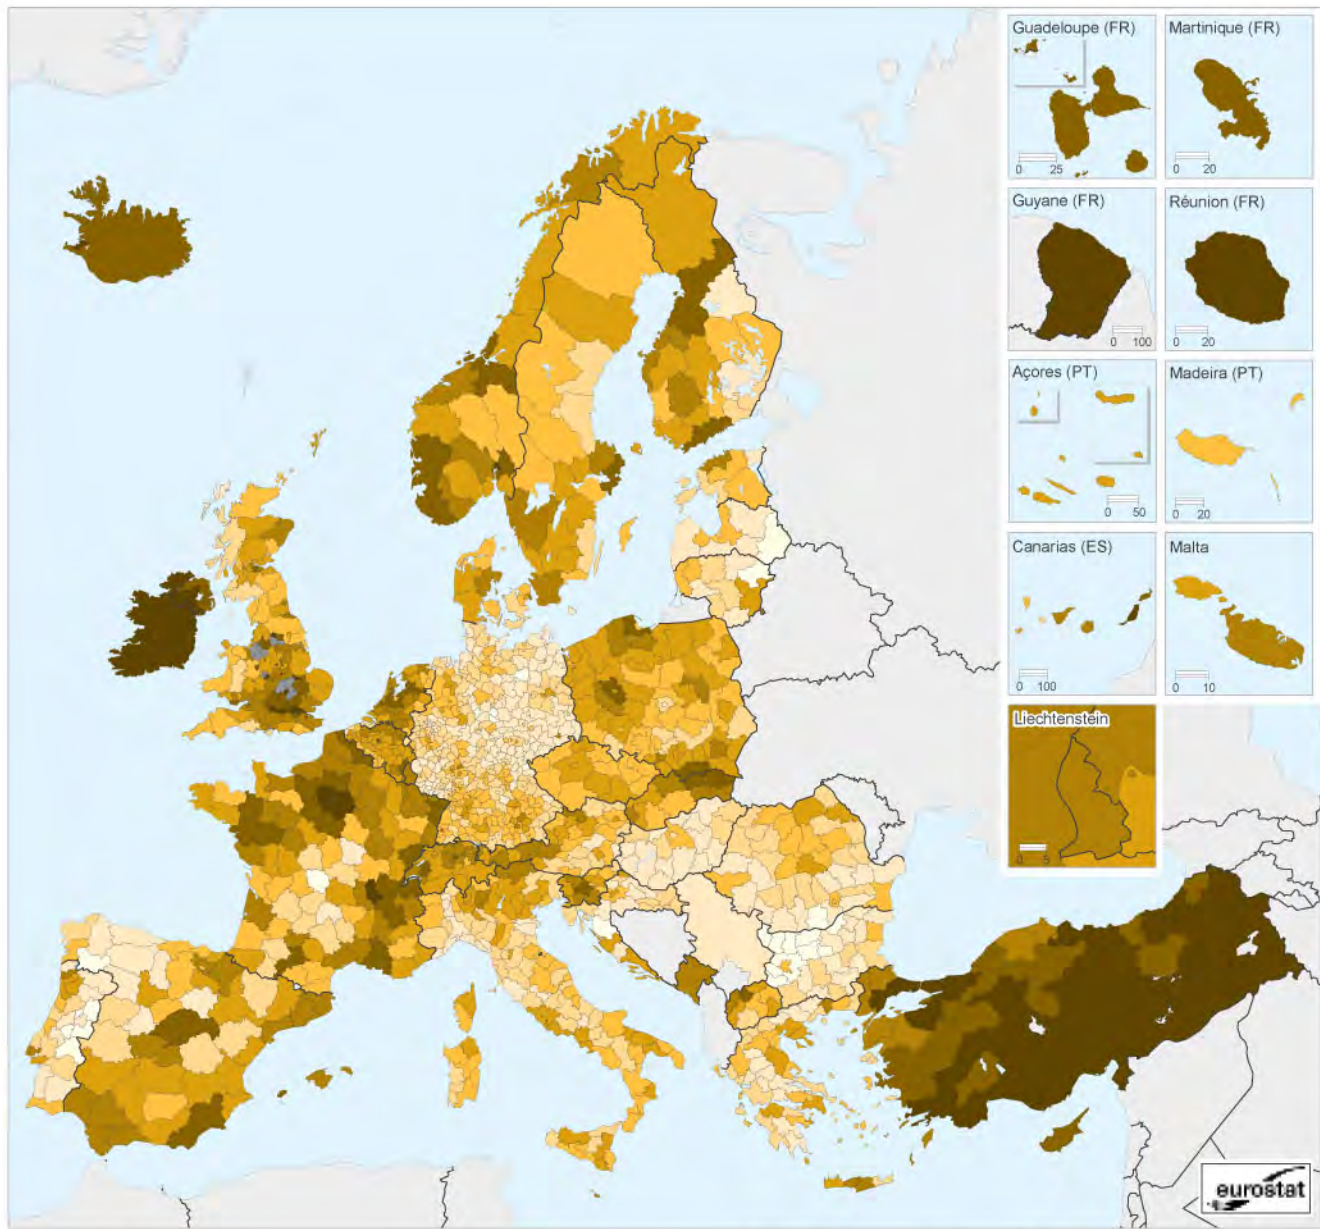 Guadeloupe (FR)
0 25
Martinique (FR)
0 20
Guyane (FR)
0 100
Réunion (FR)
0 20
Açores (PT)
0 50
Madeira (PT)
0 20
Canarias (ES)
0 100
Malta
0 10
Liechtenstein
0 5
eurostat